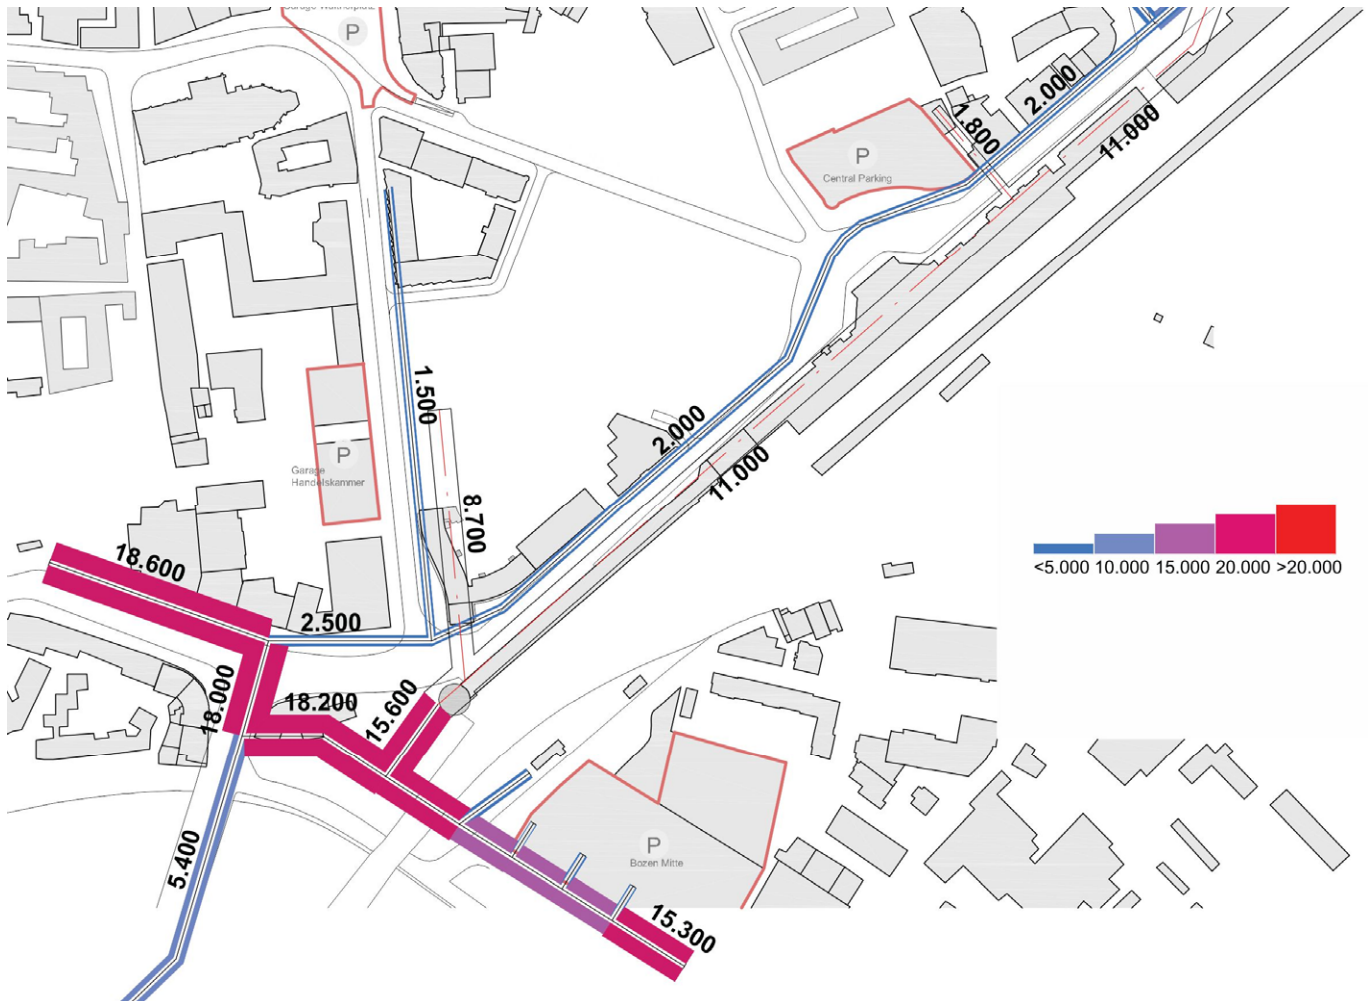 Garage Waltherplatz
P
2.000
1.800
11.000
P
Central Parking
1.500
2.000
11.000
P
Garage
Handelskammer
8.700
18.600
<5.000 10.000 15.000 20.000 >20.000
2.500
18.000
18.200
15.600
5.400
P
Bozen Mitte
15.300